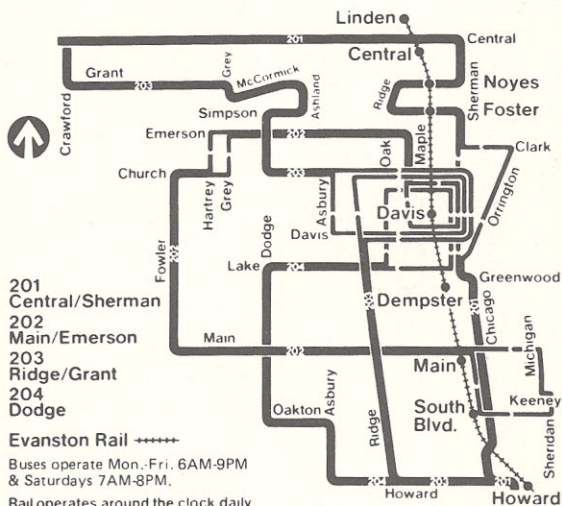 Linden
201
Central
Central
Grant
Grey
McCormick
203
Ashland
Ridge
Noyes
Sherman
Simpson
Foster
Crawford
Emerson
202
Oak
Maple
Clark
Church
Hartrey
Grey
203
Asbury
Davis
Orrington
Davis
Dodge
Fowler
202
Lake
204
Greenwood
203
Dempster
201
Chicago
201
Central/Sherman
202
Main/Emerson
203
Ridge/Grant
204
Dodge
Main
202
Main
Michigan
Keeney
Oakton
Asbury
Ridge
South
Blvd.
Sheridan
Evanston Rail
Buses operate Mon.-Fri. 6AM-9PM
& Saturdays 7AM-8PM.
Rail operates around the clock daily
204
203
201
Howard
Howard